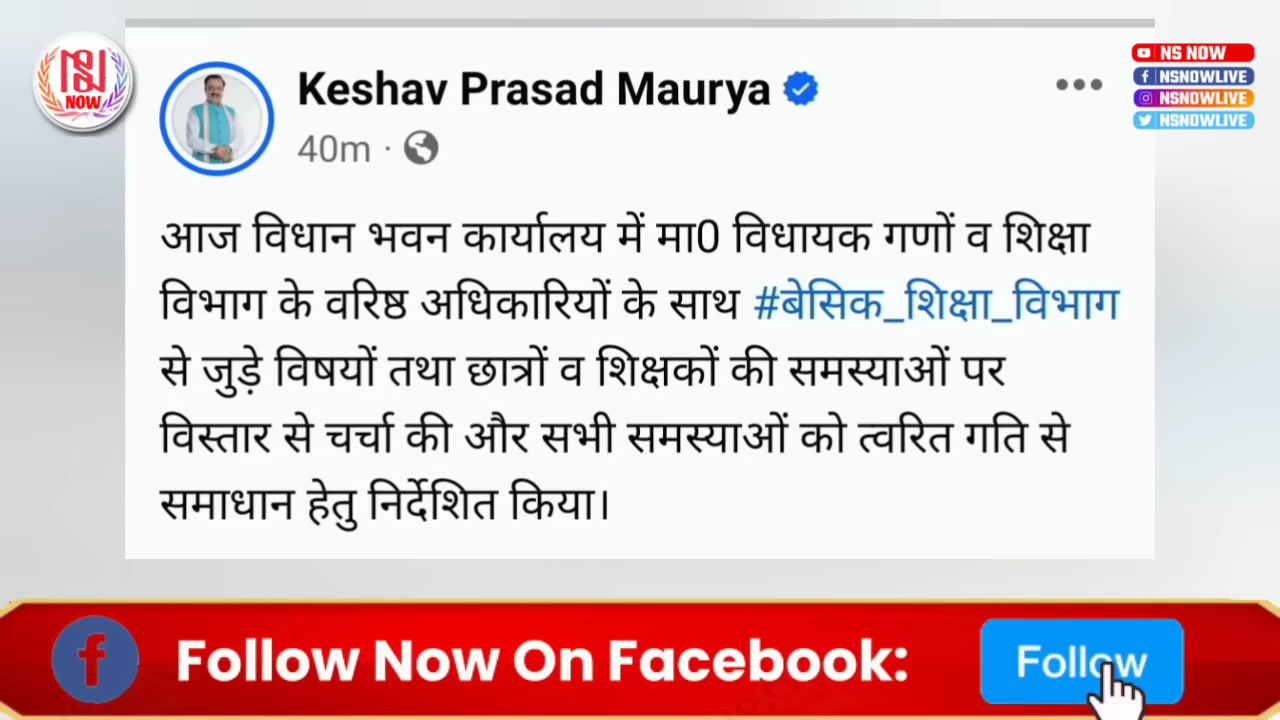 NS
NOW
Keshav Prasad Maurya
40m ·
NS NOW
NSNOWLIVE
NSNOWLIVE
NSNOWLIVE
आज विधान भवन कार्यालय में मा0 विधायक गणों व शिक्षा
विभाग के वरिष्ठ अधिकारियों के साथ #बेसिक_शिक्षा_विभाग
से जुड़े विषयों तथा छात्रों व शिक्षकों की समस्याओं पर
विस्तार से चर्चा की और सभी समस्याओं को त्वरित गति से
समाधान हेतु निर्देशित किया।
Follow Now On Facebook:
Follow